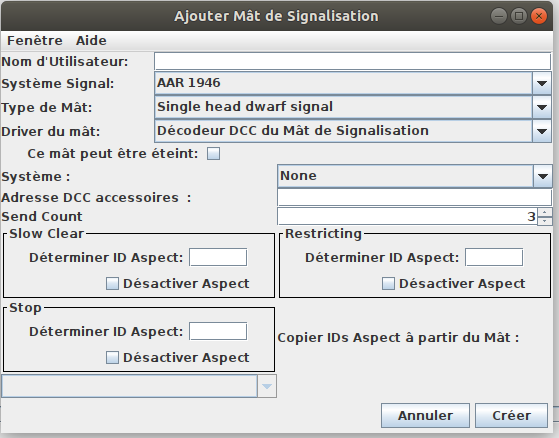 Ajouter Mât de Signalisation
Fenêtre Aide
Nom d'Utilisateur:
Système Signal: AAR 1946
Type de Mât: Single head dwarf signal
Driver du mât: Décodeur DCC du Mât de Signalisation
Ce mât peut être éteint:
Système : None
Adresse DCC accessoires :
Send Count 3
Slow Clear
Déterminer ID Aspect:
Désactiver Aspect
Restricting
Déterminer ID Aspect:
Désactiver Aspect
Stop
Déterminer ID Aspect:
Désactiver Aspect
Copier IDs Aspect à partir du Mât :
Annuler Créer